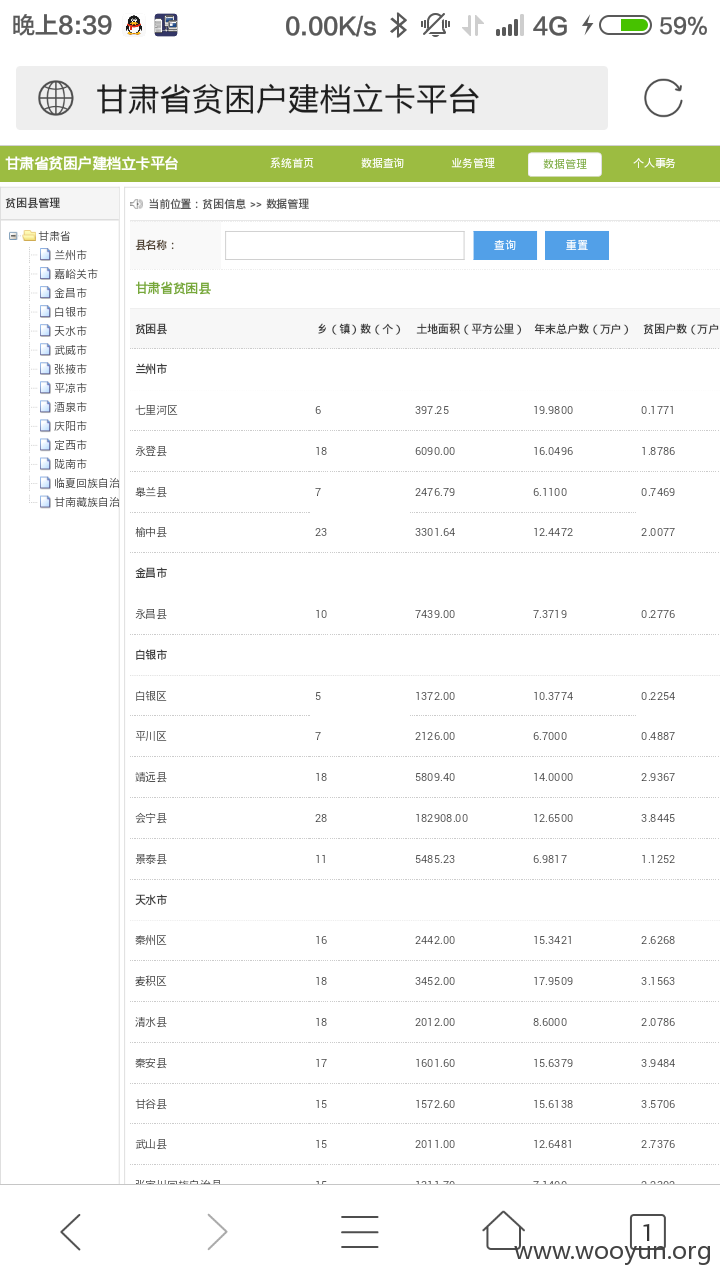 晚上8:39 0.00K/s 4G 59%
甘肃省贫困户建档立卡平台
甘肃省贫困户建档立卡平台 系统首页 数据查询 业务管理 数据管理 个人事务
贫困县管理
当前位置：贫困信息 >> 数据管理
甘肃省
兰州市
嘉峪关市
金昌市
白银市
天水市
武威市
张掖市
平凉市
酒泉市
庆阳市
定西市
陇南市
临夏回族自治
甘南藏族自治
县名称： 查询 重置
甘肃省贫困县
贫困县 乡（镇）数（个） 土地面积（平方公里） 年末总户数（万户） 贫困户数（万户
兰州市
七里河区 6 397.25 19.9800 0.1771
永登县 18 6090.00 16.0496 1.8786
皋兰县 7 2476.79 6.1100 0.7469
榆中县 23 3301.64 12.4472 2.0077
金昌市
永昌县 10 7439.00 7.3719 0.2776
白银市
白银区 5 1372.00 10.3774 0.2254
平川区 7 2126.00 6.7000 0.4887
靖远县 18 5809.40 14.0000 2.9367
会宁县 28 182908.00 12.6500 3.8445
景泰县 11 5485.23 6.9817 1.1252
天水市
秦州区 16 2442.00 15.3421 2.6268
麦积区 18 3452.00 17.9509 3.1563
清水县 18 2012.00 8.6000 2.0786
秦安县 17 1601.60 15.6379 3.9484
甘谷县 15 1572.60 15.6138 3.5706
武山县 15 2011.00 12.6481 2.7376
1
www.wooyun.org